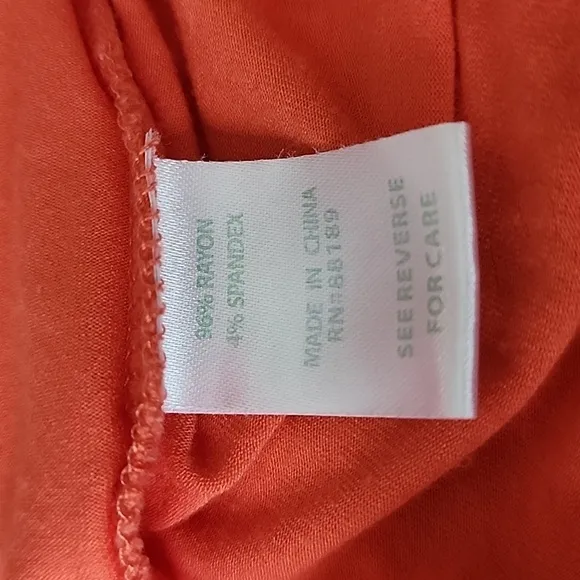 96% RAYON
4% SPANDEX
MADE IN CHINA
RN#88189
SEE REVERSE
FOR CARE